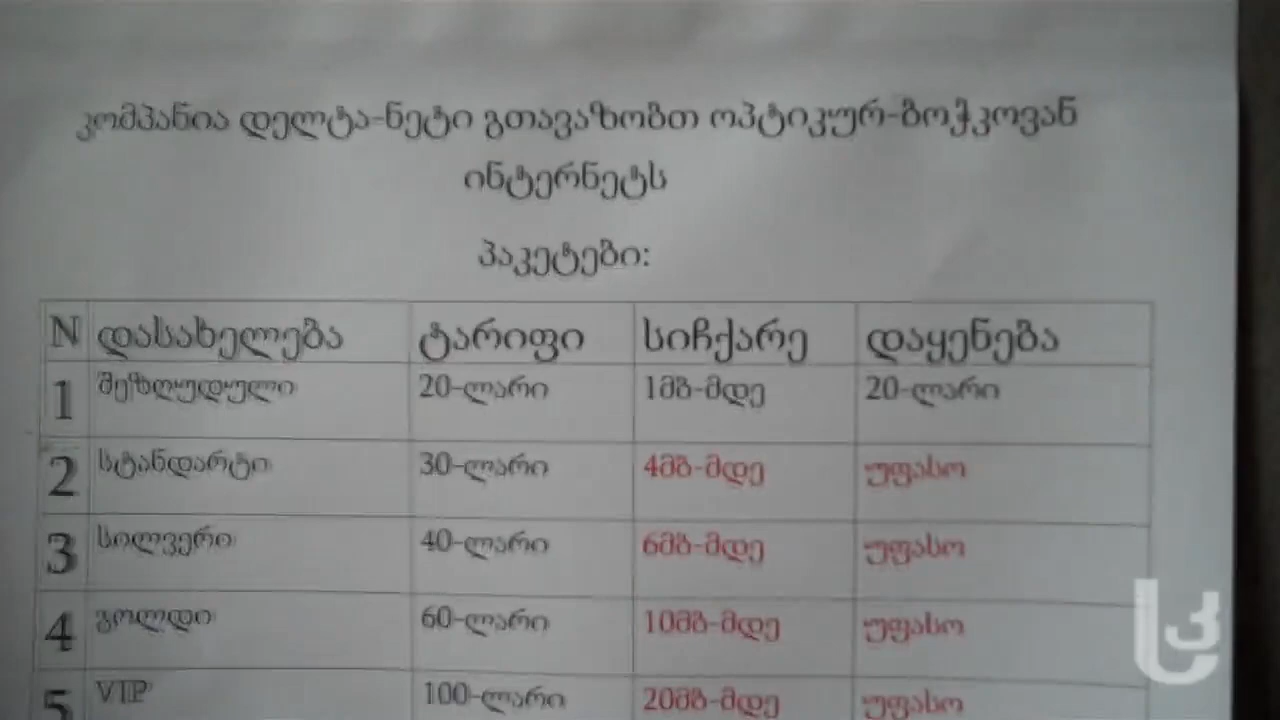 კომპანია დელტა-ნეტი გთავაზობთ ოპტიკურ-ბოჭკოვან
ინტერნეტს
პაკეტები:
N დასახელება ტარიფი სიჩქარე დაყენება
1 შეზღუდული 20-ლარი 1მბ-მდე 20-ლარი
2 სტანდარტი 30-ლარი 4მბ-მდე უფასო
3 სილვერი 40-ლარი 6მბ-მდე უფასო
4 გოლდი 60-ლარი 10მბ-მდე უფასო
5 VIP 100-ლარი 20მბ-მდე უფასო